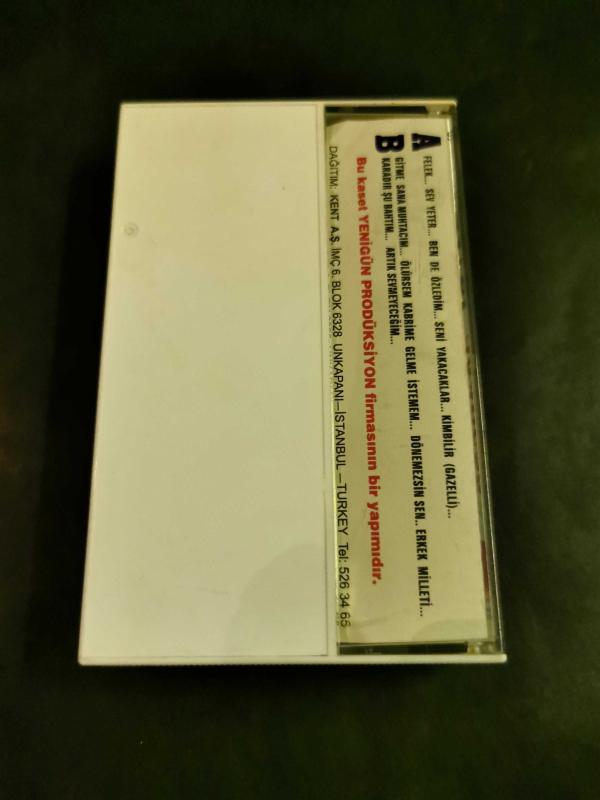 A FELEK... SEV YETER... BEN DE ÖZLEDİM... SENİ YAKACAKLAR... KİMBİLİR (GAZELLİ)...
B GİTME SANA MUHTACIM... ÖLÜRSEM KABRİME GELME İSTEMEM... DÖNEMEZSİN SEN.. ERKEK MİLLETİ...
KARADIR ŞU BAHTIM... ARTIK SEVMEYECEĞİM...
Bu kaset YENİGÜN PRODÜKSİYON firmasının bir yapımıdır.
DAĞITIM: KENT A.Ş. İMÇ 6. BLOK 6328 UNKAPANI-İSTANBUL-TURKEY Tel: 526 34 65